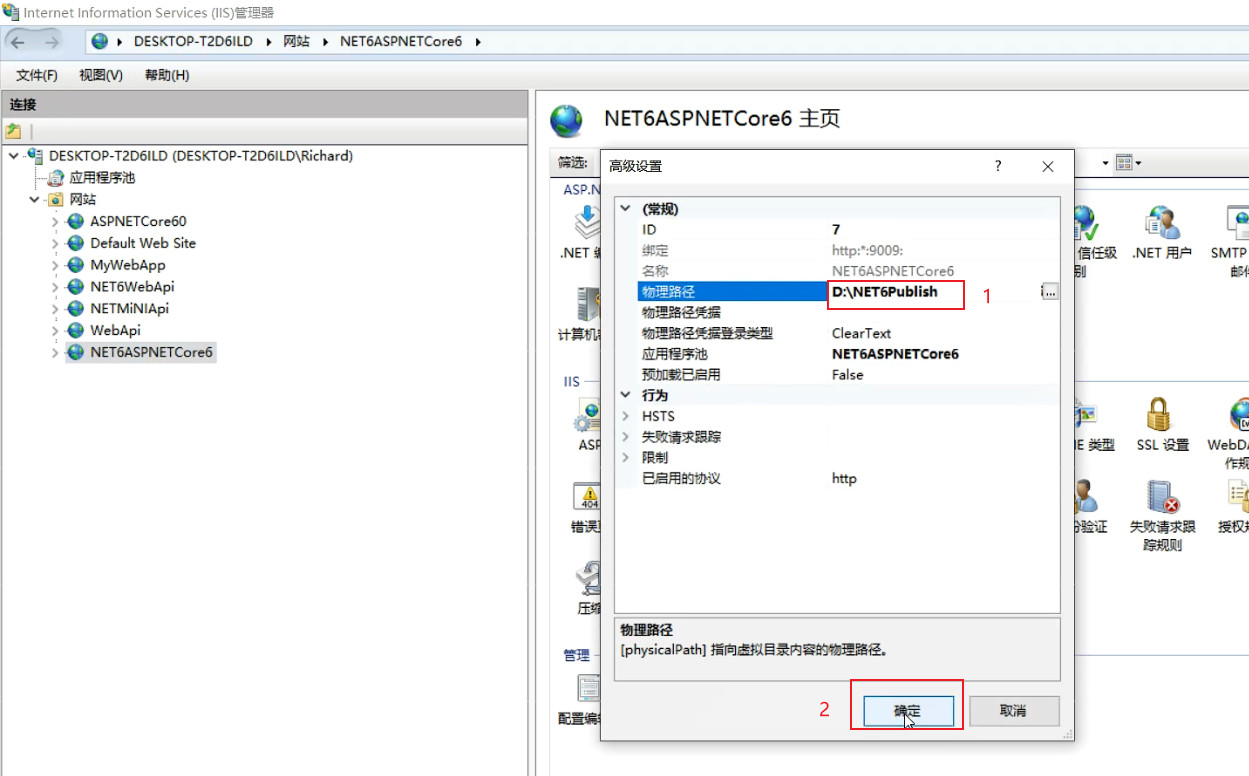 Internet Information Services (IIS)管理器
DESKTOP-T2D6ILD
网站
NET6ASPNETCore6
文件(F)
视图(V)
帮助(H)
连接
DESKTOP-T2D6ILD (DESKTOP-T2D6ILD\Richard)
应用程序池
网站
ASPNETCore60
Default Web Site
MyWebApp
NET6WebApi
NETMiNIApi
WebApi
NET6ASPNETCore6
NET6ASPNETCore6 主页
筛选:
ASP.N
.NET 编
信任级
别
.NET 用户
SMTP
邮件
计算机
IIS
ASP
IE 类型
SSL 设置
WebDA
作规
404
错误
份验证
失败请求跟
踪规则
授权规
压缩
管理
配置编
高级设置
?
(常规)
ID
7
绑定
http:*:9009:
名称
NET6ASPNETCore6
物理路径
D:\NET6Publish
...
1
物理路径凭据
物理路径凭据登录类型
ClearText
应用程序池
NET6ASPNETCore6
预加载已启用
False
行为
HSTS
失败请求跟踪
限制
已启用的协议
http
物理路径
[physicalPath] 指向虚拟目录内容的物理路径。
2
确定
取消